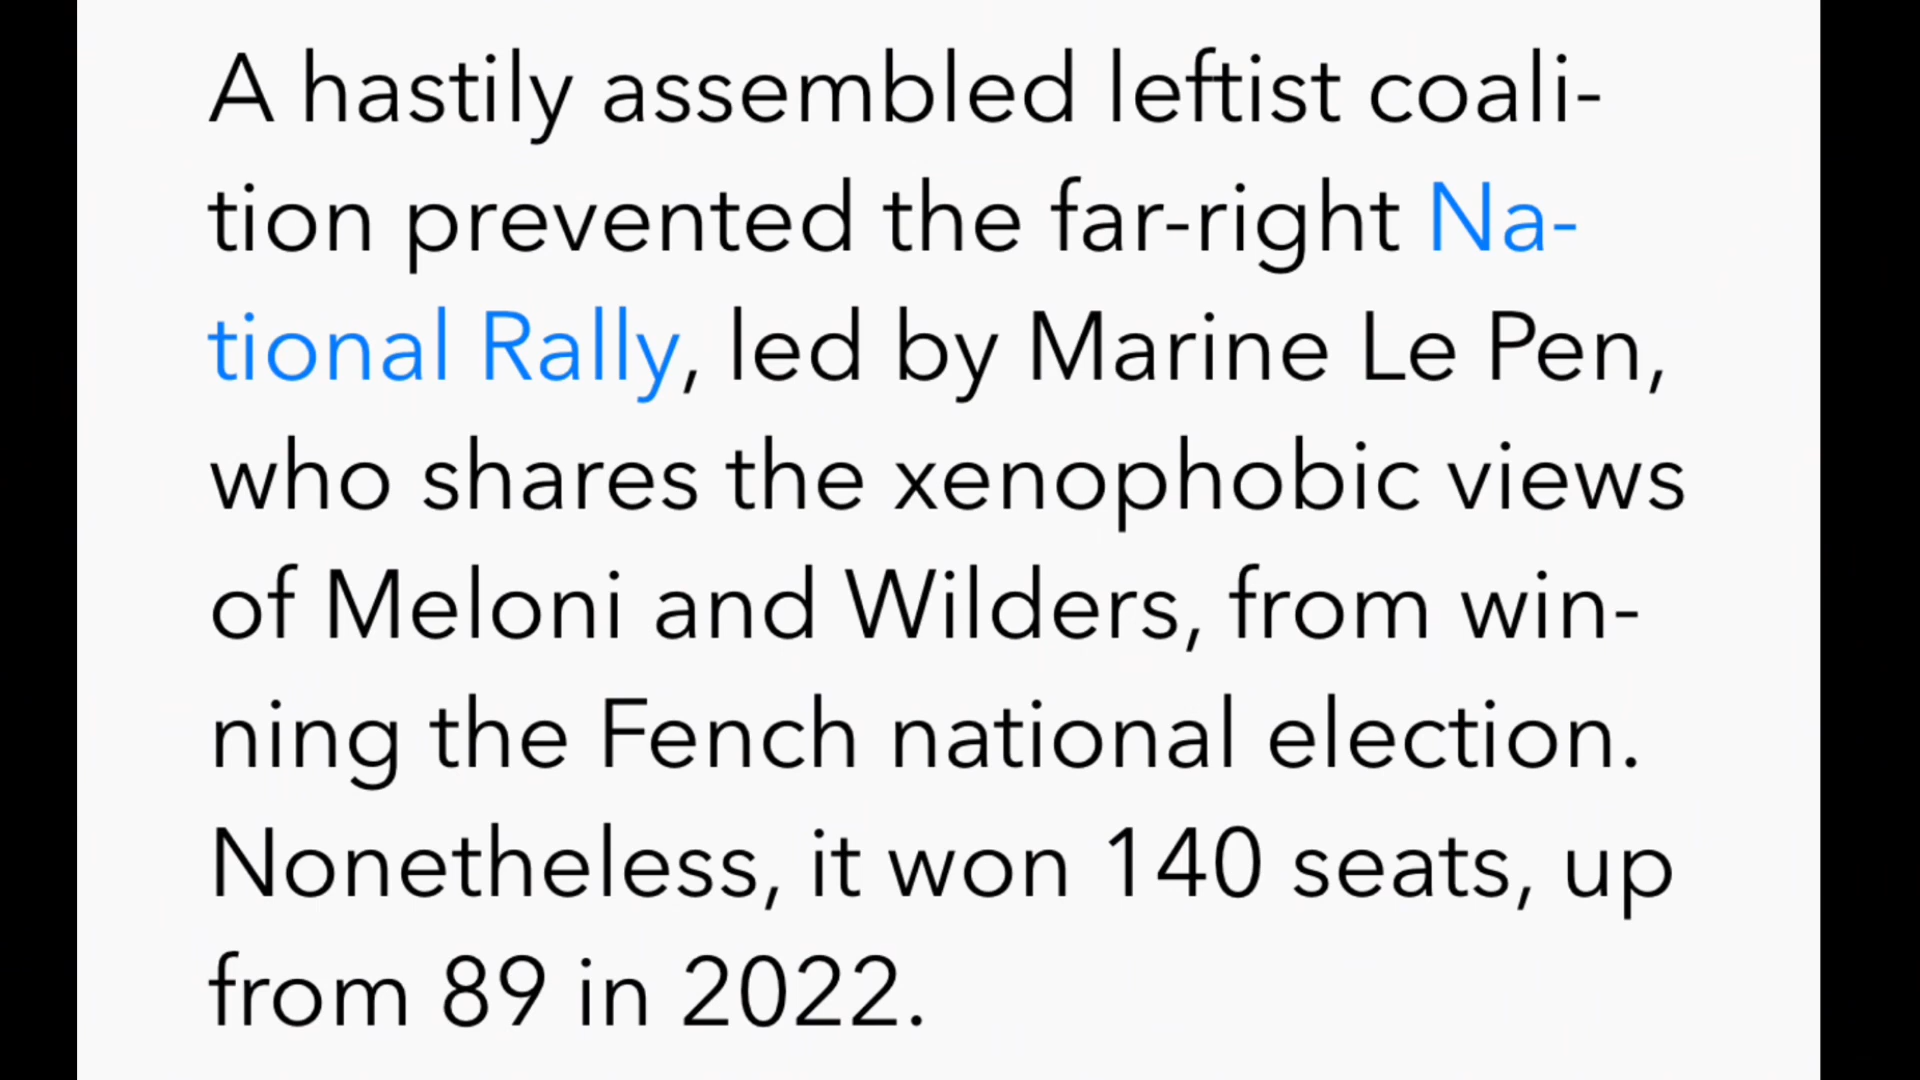 A hastily assembled leftist coali-
tion prevented the far-right Na-
tional Rally, led by Marine Le Pen,
who shares the xenophobic views
of Meloni and Wilders, from win-
ning the Fench national election.
Nonetheless, it won 140 seats, up
from 89 in 2022.